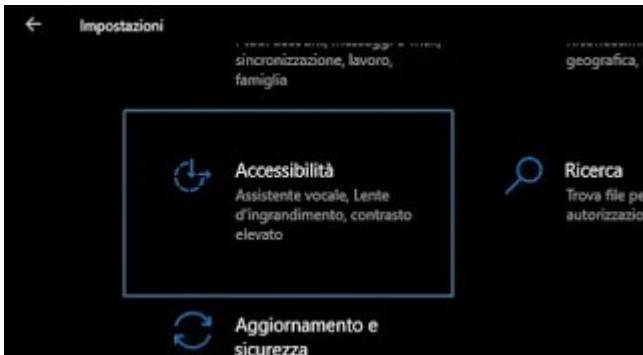 Impostazioni
sincronizzazione, lavoro,
famiglia
geografica,
Accessibilità
Assistente vocale, Lente
d'ingrandimento, contrasto
elevato
Ricerca
Trova file pe
autorizzazio
Aggiornamento e
sicurezza